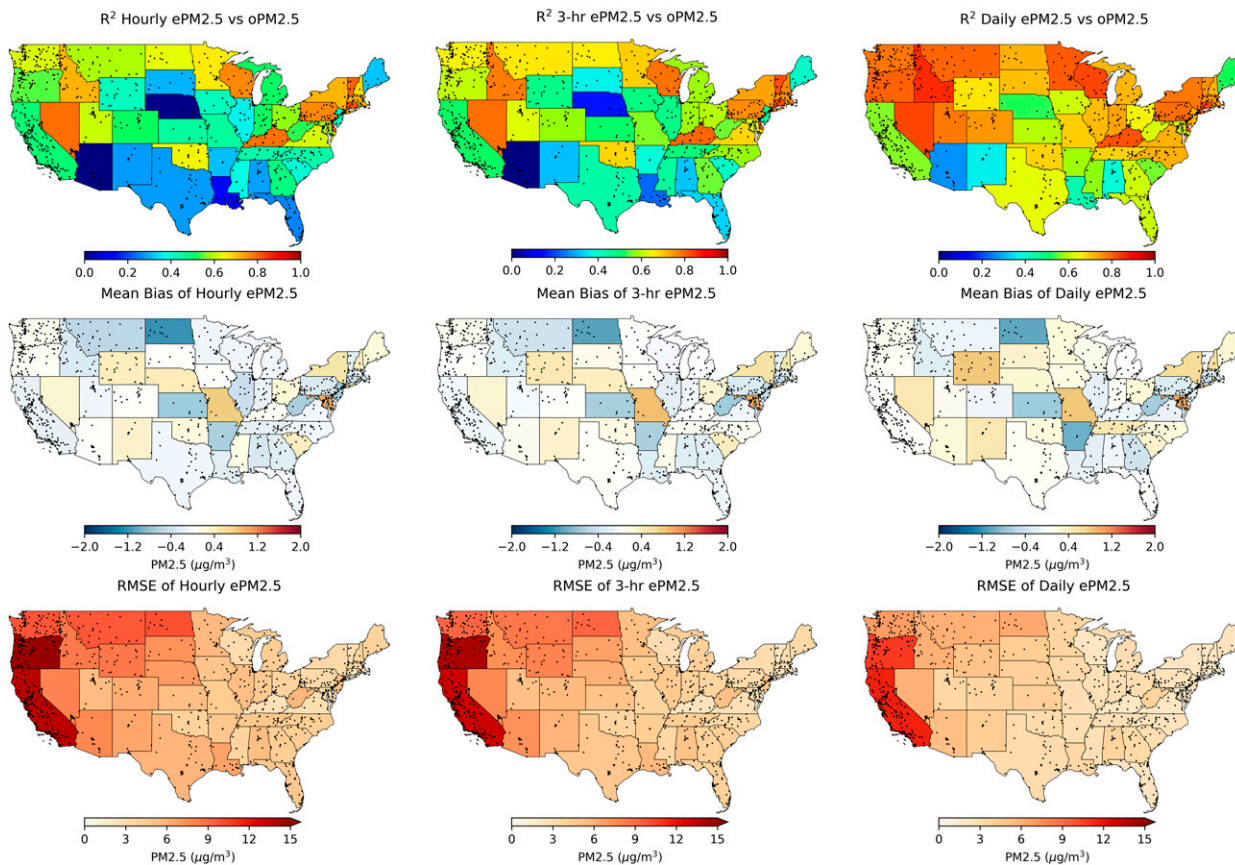 R² Hourly ePM2.5 vs oPM2.5
R² 3-hr ePM2.5 vs oPM2.5
R² Daily ePM2.5 vs oPM2.5
0.0 0.2 0.4 0.6 0.8 1.0
0.0 0.2 0.4 0.6 0.8 1.0
0.0 0.2 0.4 0.6 0.8 1.0
Mean Bias of Hourly ePM2.5
Mean Bias of 3-hr ePM2.5
Mean Bias of Daily ePM2.5
−2.0 −1.2 −0.4 0.4 1.2 2.0
−2.0 −1.2 −0.4 0.4 1.2 2.0
−2.0 −1.2 −0.4 0.4 1.2 2.0
PM2.5 (μg/m³)
PM2.5 (μg/m³)
PM2.5 (μg/m³)
RMSE of Hourly ePM2.5
RMSE of 3-hr ePM2.5
RMSE of Daily ePM2.5
0 3 6 9 12 15
0 3 6 9 12 15
0 3 6 9 12 15
PM2.5 (μg/m³)
PM2.5 (μg/m³)
PM2.5 (μg/m³)